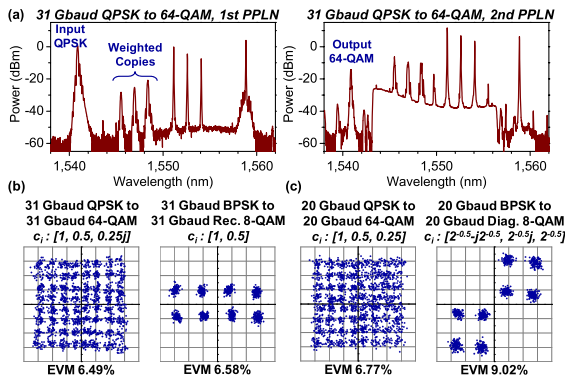 (a)
31 Gbaud QPSK to 64-QAM, 1st PPLN
31 Gbaud QPSK to 64-QAM, 2nd PPLN
Input
QPSK
Weighted
Copies
Output
64-QAM
Power (dBm)
0
-20
-40
-60
1,540
1,550
1,560
Wavelength (nm)
Power (dBm)
0
-20
-40
-60
1,540
1,550
1,560
Wavelength (nm)
(b)
31 Gbaud QPSK to
31 Gbaud 64-QAM
c_i : [1, 0.5, 0.25j]
EVM 6.49%
31 Gbaud BPSK to
31 Gbaud Rec. 8-QAM
c_i : [1, 0.5]
EVM 6.58%
(c)
20 Gbaud QPSK to
20 Gbaud 64-QAM
c_i : [1, 0.5, 0.25]
EVM 6.77%
20 Gbaud BPSK to
20 Gbaud Diag. 8-QAM
c_i : [2^-0.5-j2^-0.5, 2^-0.5j, 2^-0.5]
EVM 9.02%